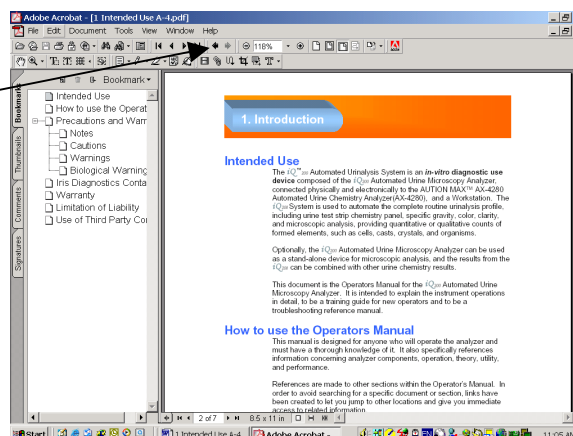 Adobe Acrobat - [1 Intended Use A-4.pdf]
File Edit Document Tools View Window Help
118%
Bookmark
Bookmarks
Thumbnails
Comments
Signatures
Intended Use
How to use the Operat
Precautions and Warr
Notes
Cautions
Warnings
Biological Warning
Iris Diagnostics Conta
Warranty
Limitation of Liability
Use of Third Party Coi
1. Introduction
Intended Use
The iQ™200 Automated Urinalysis System is an in-vitro diagnostic use
device composed of the iQ200 Automated Urine Microscopy Analyzer,
connected physically and electronically to the AUTION MAX™ AX-4280
Automated Urine Chemistry Analyzer(AX-4280), and a Workstation. The
iQ200 System is used to automate the complete routine urinalysis profile,
including urine test strip chemistry panel, specific gravity, color, clarity,
and microscopic analysis, providing quantitative or qualitative counts of
formed elements, such as cells, casts, crystals, and organisms.
Optionally, the iQ200 Automated Urine Microscopy Analyzer can be used
as a stand-alone device for microscopic analysis, and the results from the
iQ200 can be combined with other urine chemistry results.
This document is the Operators Manual for the iQ200 Automated Urine
Microscopy Analyzer. It is intended to explain the instrument operations
in detail, to be a training guide for new operators and to be a
troubleshooting reference manual.
How to use the Operators Manual
This manual is designed for anyone who will operate the analyzer and
must have a thorough knowledge of it. It also specifically references
information concerning analyzer components, operation, theory, utility,
and performance.
References are made to other sections within the Operator's Manual. In
order to avoid searching for a specific document or section, links have
been created to let you jump to other locations and give you immediate
access to related information
2 of 7
8.5 x 11 in
Start
1 Intended Use A-4
Adobe Acrobat -
11:05 AM